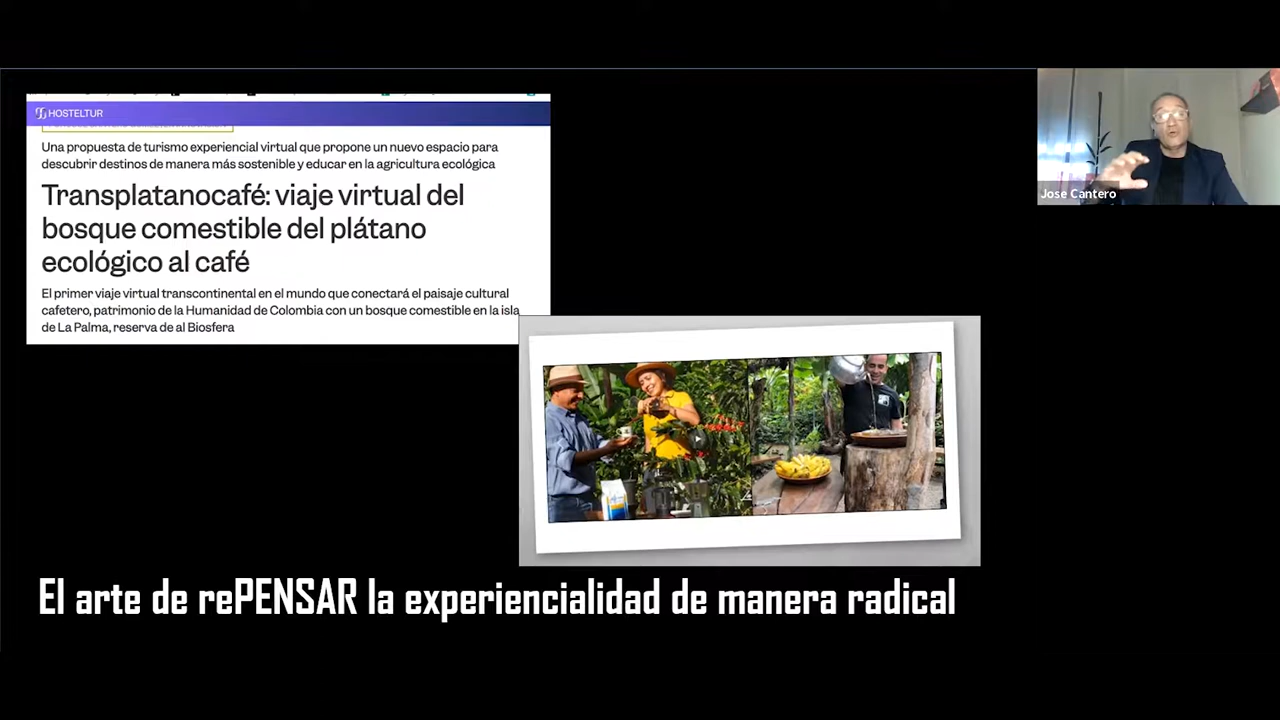 HOSTELTUR
Una propuesta de turismo experiencial virtual que propone un nuevo espacio para
descubrir destinos de manera más sostenible y educar en la agricultura ecológica
Transplatanocafé: viaje virtual del
bosque comestible del plátano
ecológico al café
El primer viaje virtual transcontinental en el mundo que conectará el paisaje cultural
cafetero, patrimonio de la Humanidad de Colombia con un bosque comestible en la isla
de La Palma, reserva de al Biosfera
Jose Cantero
El arte de rePENSAR la experiencialidad de manera radical